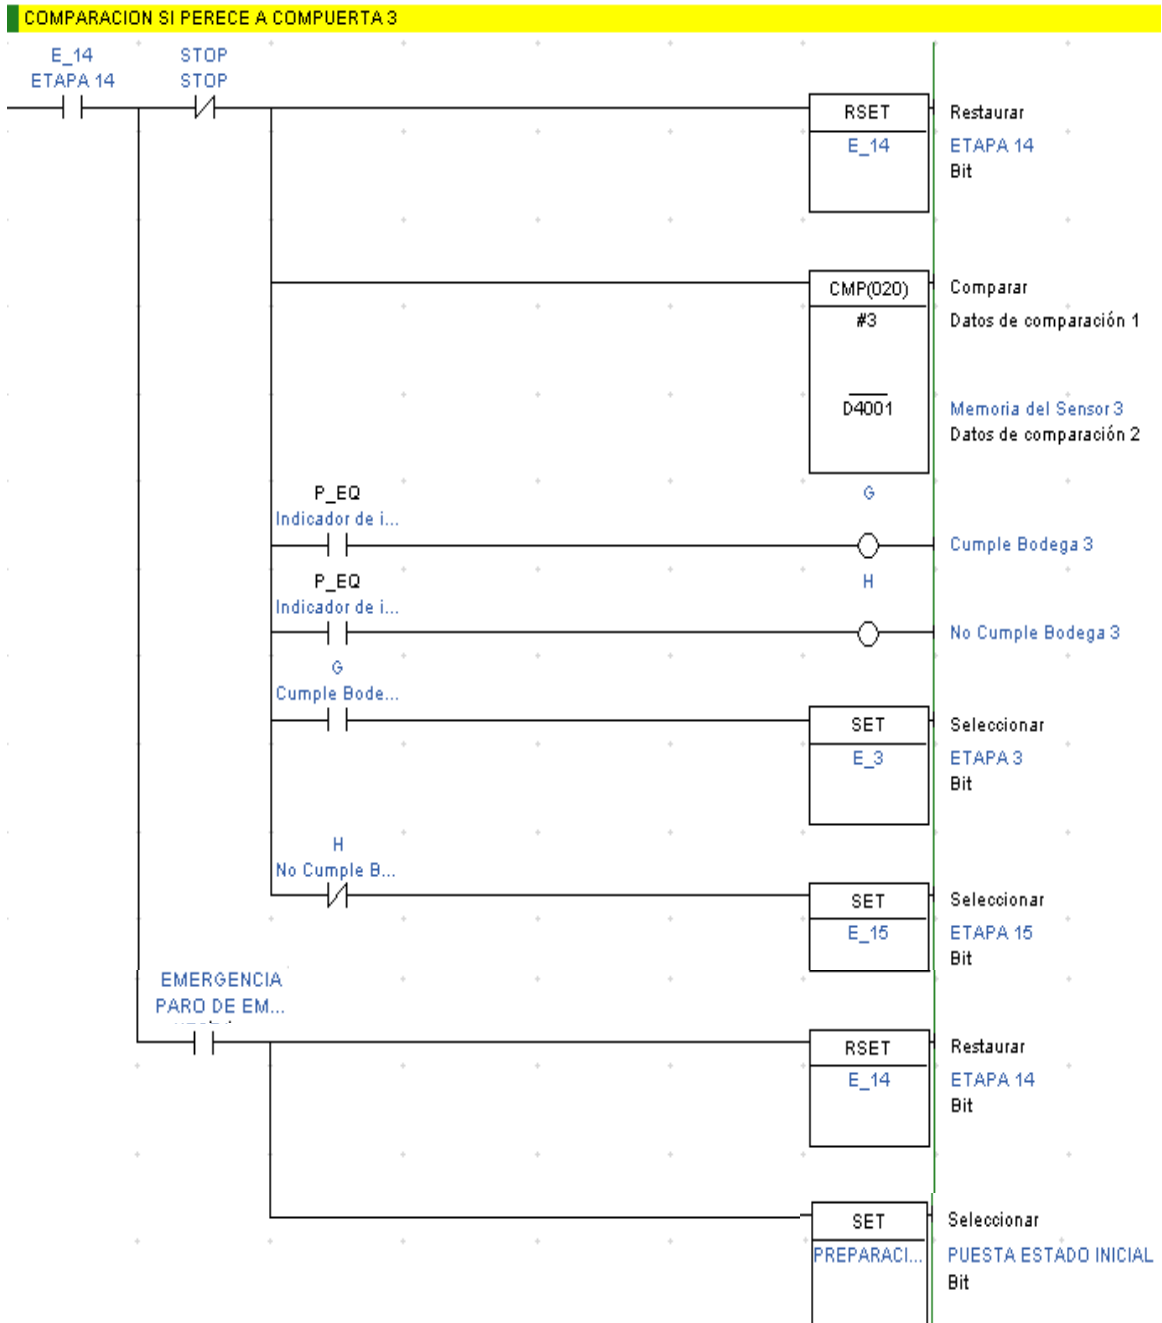 COMPARACION SI PERECE A COMPUERTA 3
E_14
ETAPA 14
STOP
STOP
RSET
E_14
Restaurar
ETAPA 14
Bit
CMP(020)
#3
D4001
Comparar
Datos de comparación 1
Memoria del Sensor 3
Datos de comparación 2
P_EQ
Indicador de i...
G
Cumple Bodega 3
P_EQ
Indicador de i...
H
No Cumple Bodega 3
G
Cumple Bode...
SET
E_3
Seleccionar
ETAPA 3
Bit
H
No Cumple B...
SET
E_15
Seleccionar
ETAPA 15
Bit
EMERGENCIA
PARO DE EM...
RSET
E_14
Restaurar
ETAPA 14
Bit
SET
PREPARACI...
Seleccionar
PUESTA ESTADO INICIAL
Bit